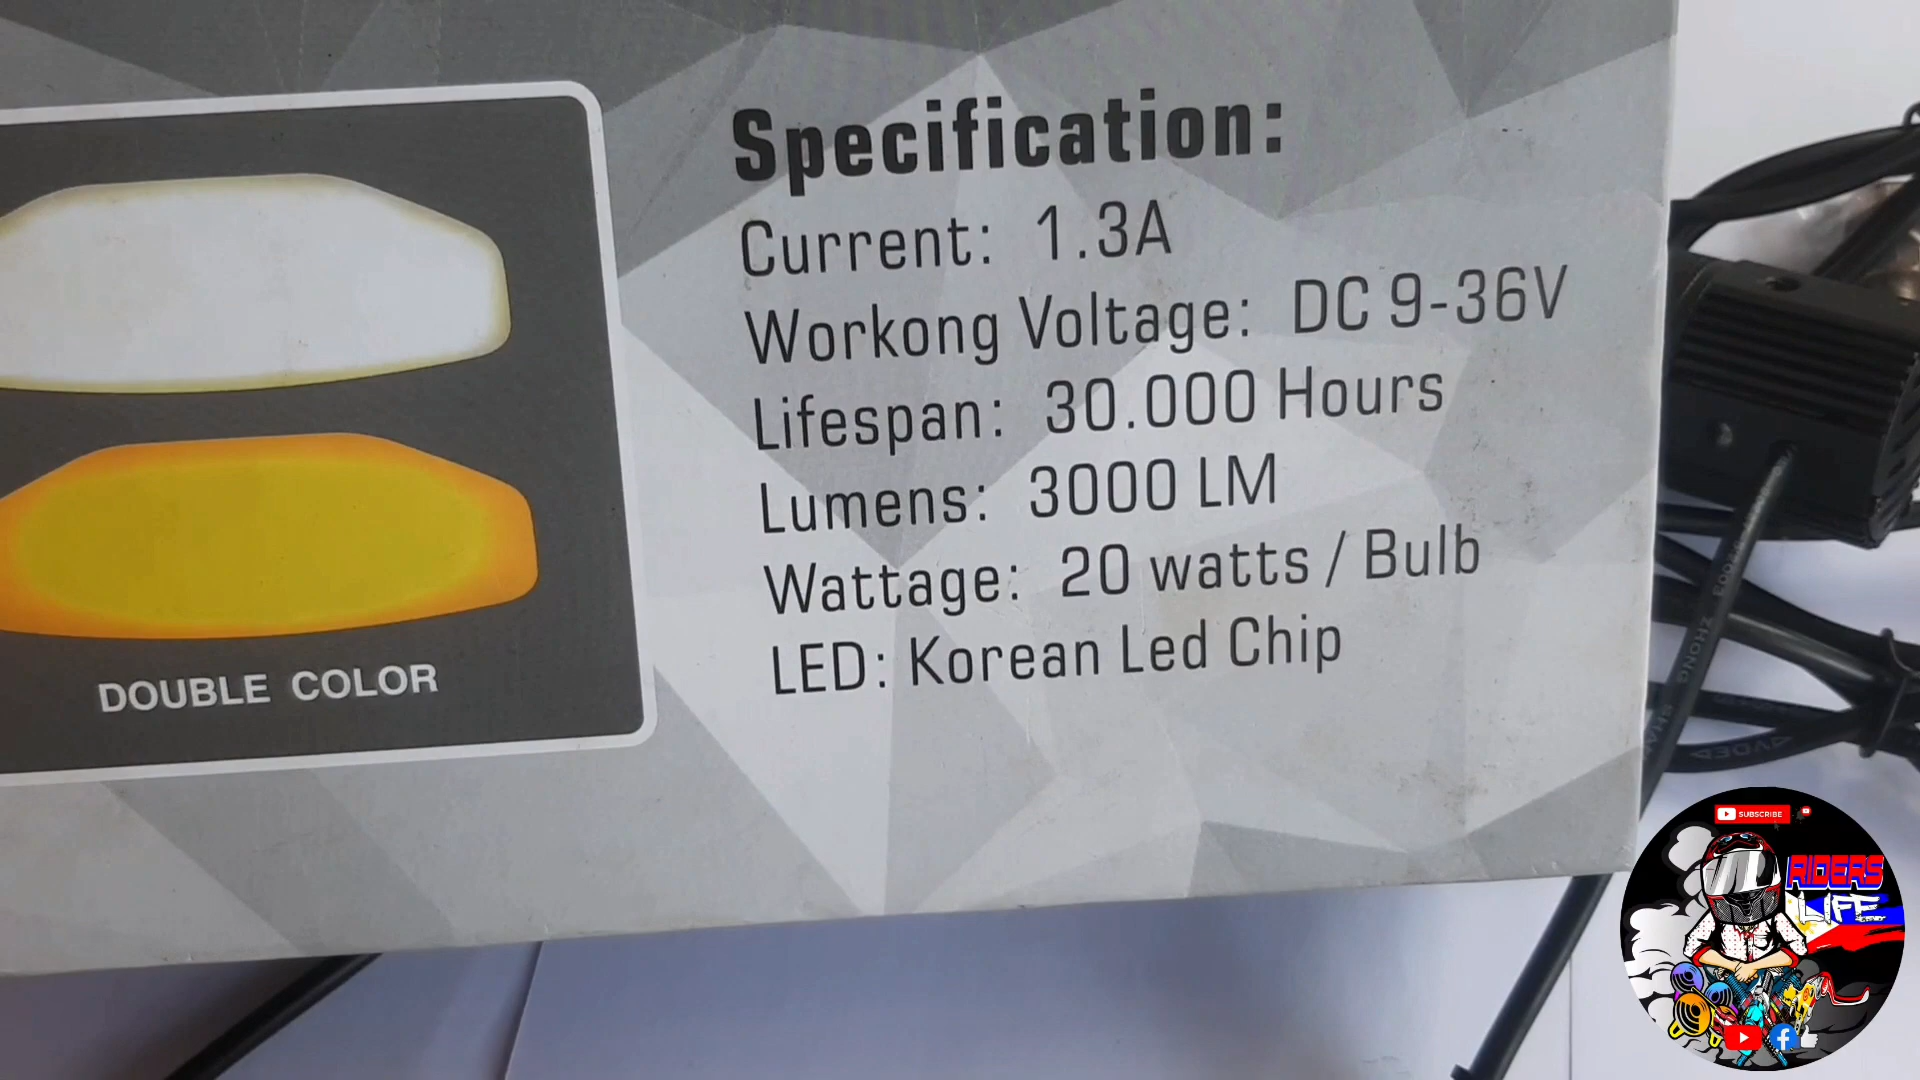 Specification:
Current: 1.3A
Workong Voltage: DC 9-36V
Lifespan: 30.000 Hours
Lumens: 3000 LM
Wattage: 20 watts / Bulb
LED: Korean Led Chip
DOUBLE COLOR
ZHONG
SUBSCRIBE
RIDERS
LIFE